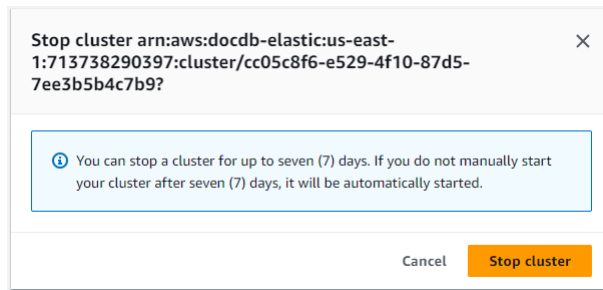 Stop cluster arn:aws:docdb-elastic:us-east-
1:713738290397:cluster/cc05c8f6-e529-4f10-87d5-
7ee3b5b4c7b9?
You can stop a cluster for up to seven (7) days. If you do not manually start
your cluster after seven (7) days, it will be automatically started.
Cancel
Stop cluster